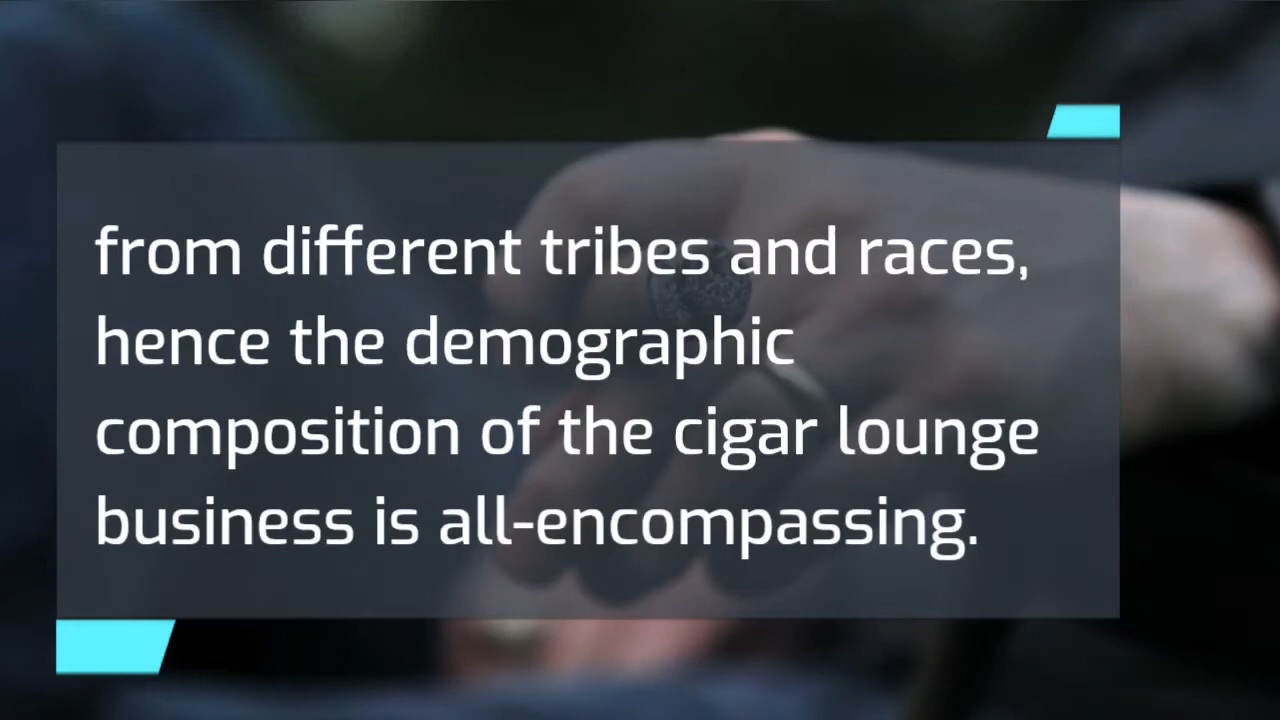 from different tribes and races,
hence the demographic
composition of the cigar lounge
business is all-encompassing.